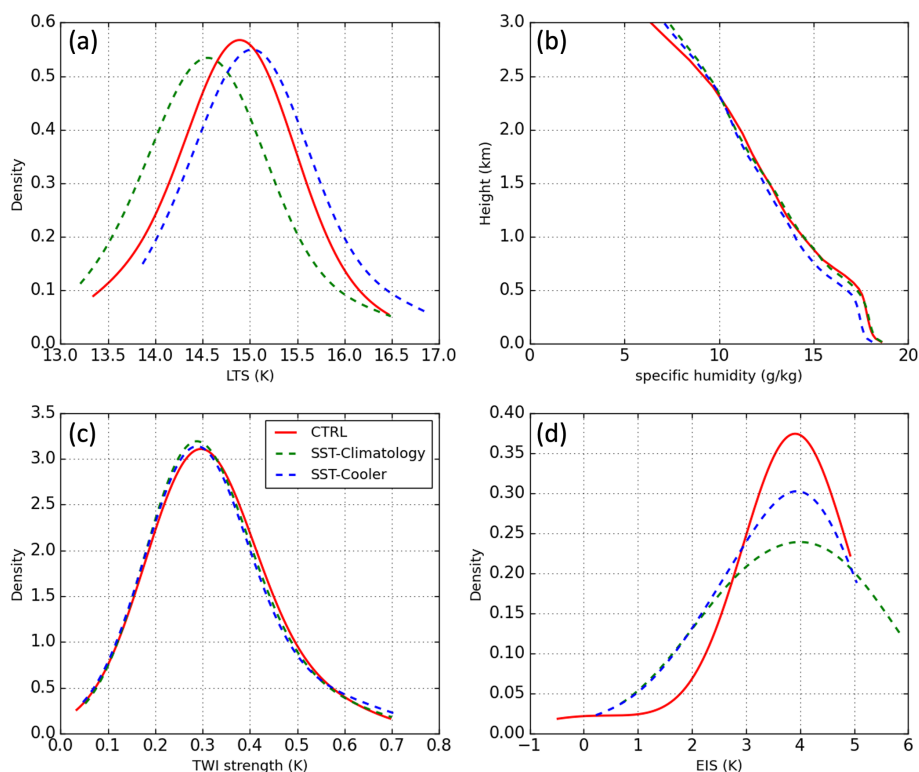 (a)
0.6
0.5
0.4
0.3
0.2
0.1
0.0
Density
13.0 13.5 14.0 14.5 15.0 15.5 16.0 16.5 17.0
LTS (K)
(b)
3.0
2.5
2.0
1.5
1.0
0.5
0.0
Height (km)
0 5 10 15 20
specific humidity (g/kg)
(c)
3.5
3.0
2.5
2.0
1.5
1.0
0.5
0.0
Density
CTRL
SST-Climatology
SST-Cooler
0.0 0.1 0.2 0.3 0.4 0.5 0.6 0.7 0.8
TWI strength (K)
(d)
0.40
0.35
0.30
0.25
0.20
0.15
0.10
0.05
0.00
Density
−1 0 1 2 3 4 5 6
EIS (K)